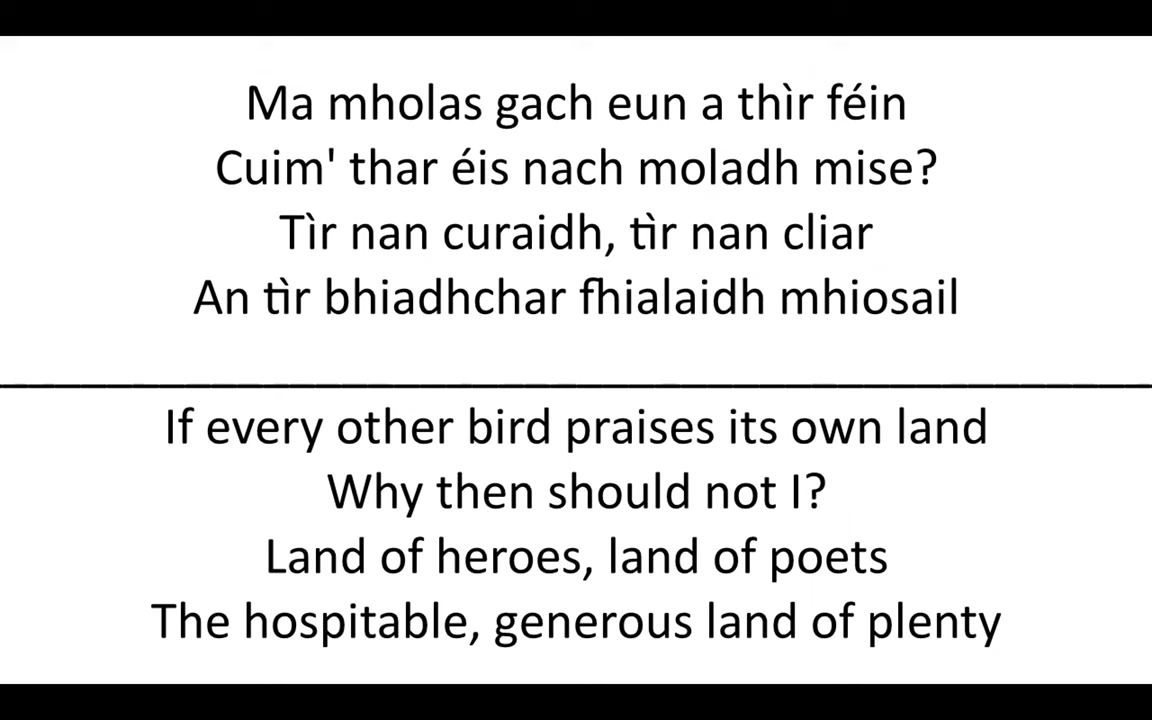 Ma mholas gach eun a thìr féin
Cuim' thar éis nach moladh mise?
Tìr nan curaidh, tìr nan cliar
An tìr bhiadhchar fhialaidh mhiosail
If every other bird praises its own land
Why then should not I?
Land of heroes, land of poets
The hospitable, generous land of plenty